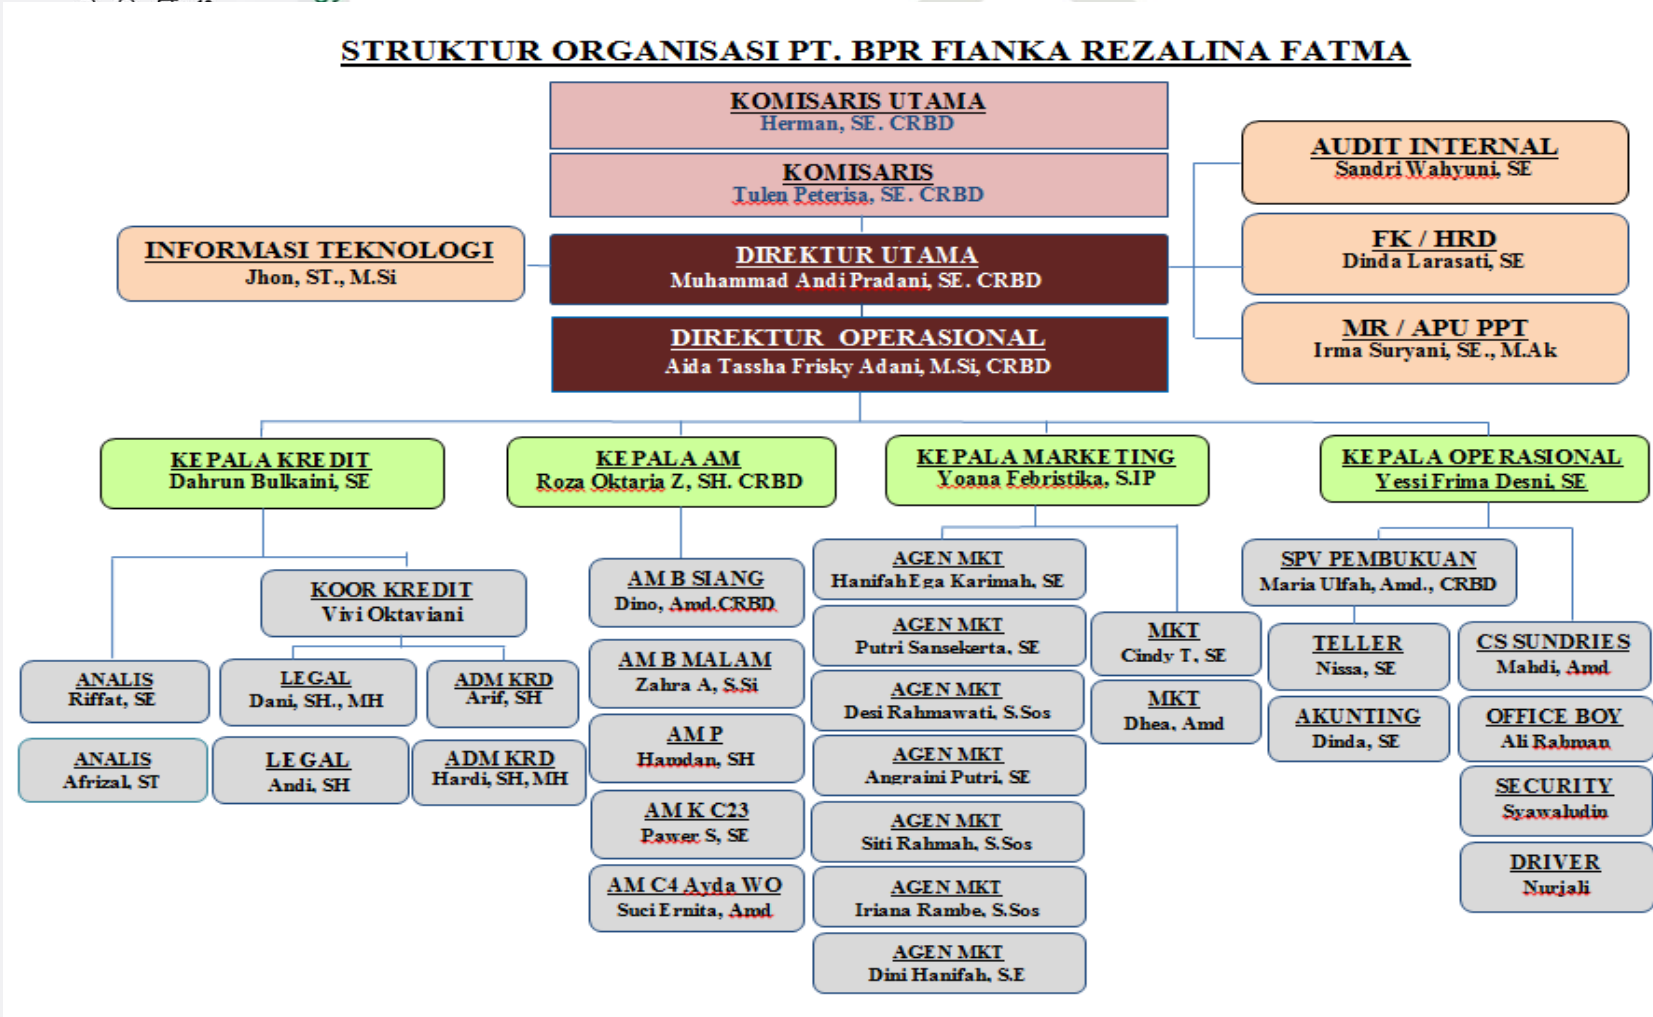 STRUKTUR ORGANISASI PT. BPR FIANKA REZALINA FATMA
KOMISARIS UTAMA
Herman, SE. CRBD
KOMISARIS
Tulen Peterisa, SE. CRBD
AUDIT INTERNAL
Sandri Wahyuni, SE
INFORMASI TEKNOLOGI
Jhon, ST., M.Si
DIREKTUR UTAMA
Muhammad Andi Pradani, SE. CRBD
FK / HRD
Dinda Larasati, SE
DIREKTUR OPERASIONAL
Aida Tassha Frisky Adani, M.Si, CRBD
MR / APU PPT
Irma Suryani, SE., M.Ak
KEPALA KREDIT
Dahrun Bulkaini, SE
KEPALA AM
Roza Oktaria Z, SH. CRBD
KEPALA MARKETING
Yoana Febristika, S.IP
KEPALA OPERASIONAL
Yessi Frima Desni, SE
KOOR KREDIT
Vivi Oktaviani
ANALIS
Riffat, SE
LEGAL
Dani, SH., MH
ADM KRD
Arif, SH
ANALIS
Afrizal, ST
LEGAL
Andi, SH
ADM KRD
Hardi, SH, MH
AM B SIANG
Dino, Amd.CRBD
AM B MALAM
Zahra A, S.Si
AM P
Hamdan, SH
AM K C23
Pawer S, SE
AM C4 Ayda WO
Suci Ernita, Amd
AGEN MKT
Hanifah Ega Karimah, SE
AGEN MKT
Putri Sansekerta, SE
AGEN MKT
Desi Rahmawati, S.Sos
AGEN MKT
Angraini Putri, SE
AGEN MKT
Siti Rahmah, S.Sos
AGEN MKT
Iriana Rambe, S.Sos
AGEN MKT
Dini Hanifah, S.E
MKT
Cindy T, SE
MKT
Dhea, Amd
SPV PEMBUKUAN
Maria Ulfah, Amd., CRBD
TELLER
Nissa, SE
AKUNTING
Dinda, SE
CS SUNDRIES
Mahdi, Amd
OFFICE BOY
Ali Rahman
SECURITY
Syawaludin
DRIVER
Nurjali